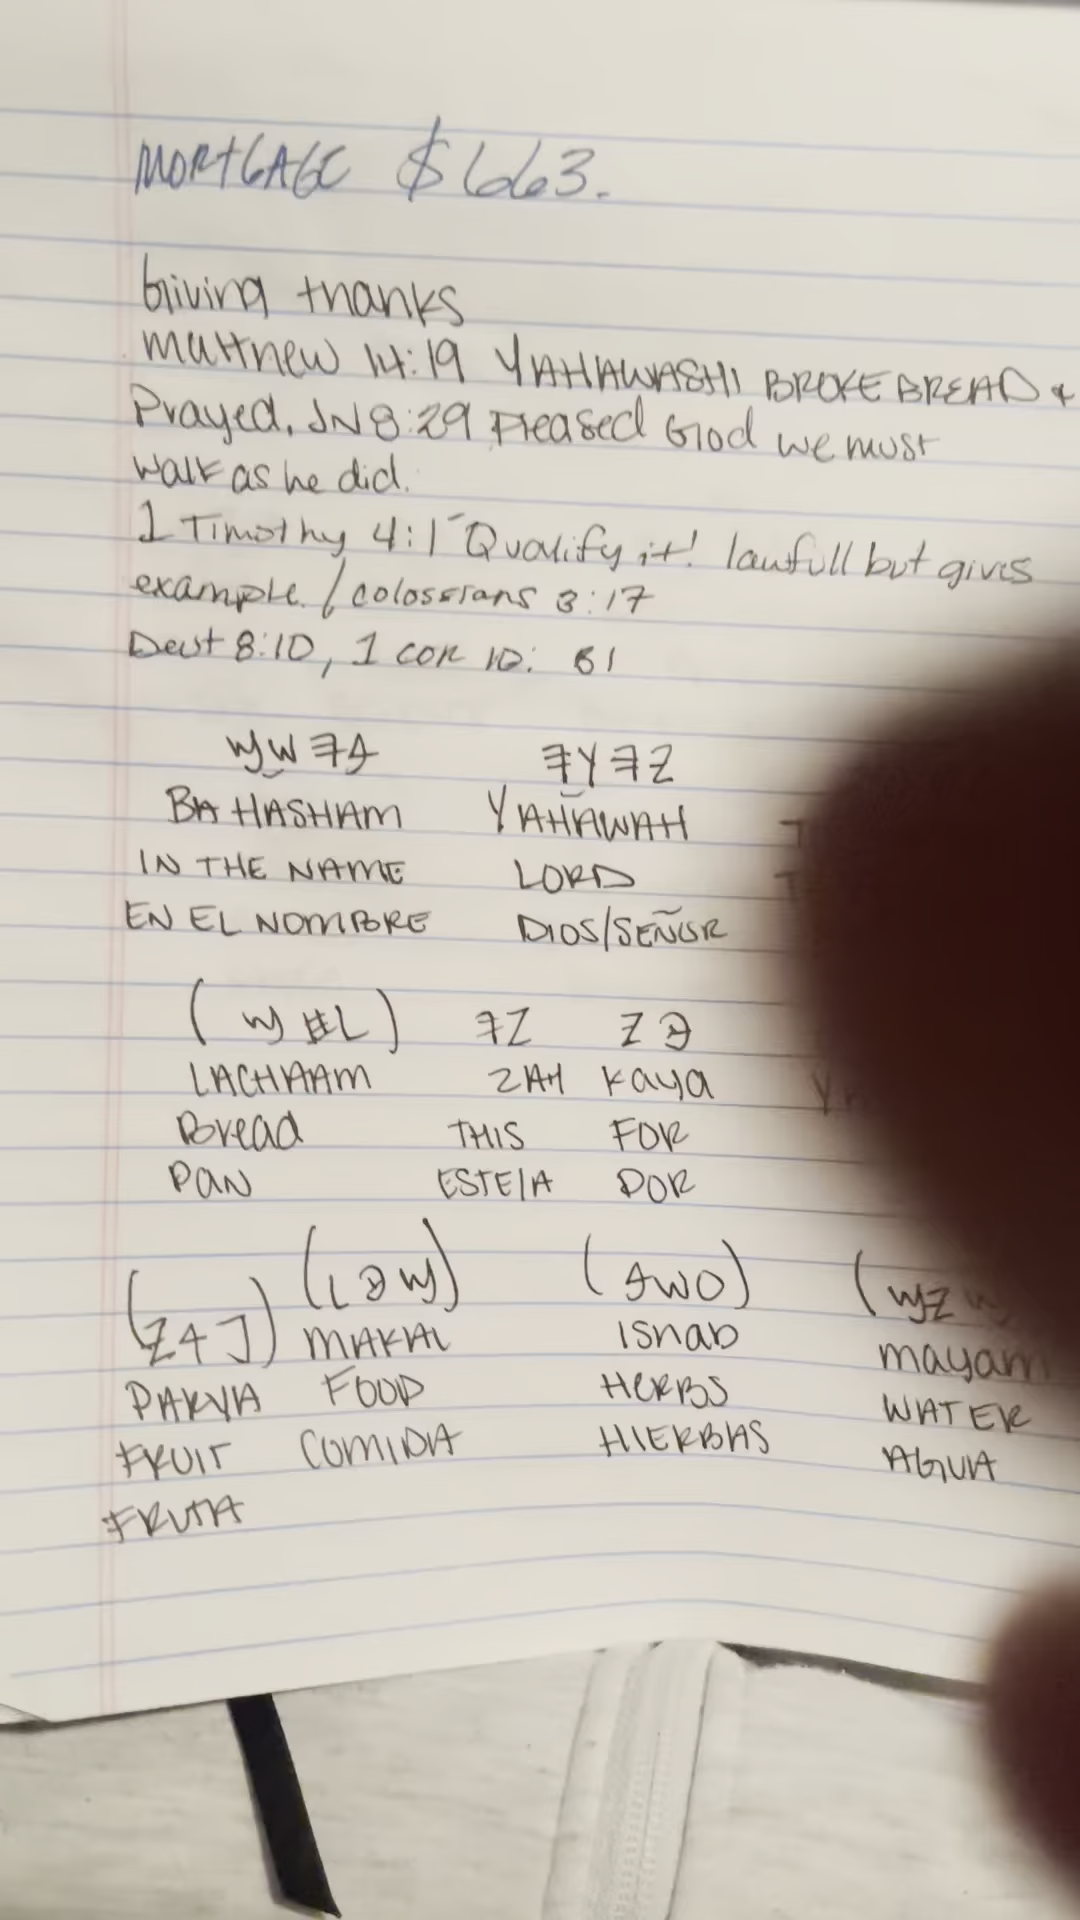 MORTGAGE $663.
Giving thanks
Matthew 14:19 YAHAWASHI BROKE BREAD &
Prayed. JN 8:29 Pleased God we must
walk as he did.
1 Timothy 4:1 Qualify it! lawfull but gives
example. / colossians 3:17
Deut 8:10, 1 COR 10: 31
𐤌𐤔𐤄𐤁 𐤄𐤅𐤄𐤉
BA HASHAM YAHAWAH
IN THE NAME LORD
EN EL NOMBRE DIOS/SEÑOR
(𐤌𐤇𐤋)
LACHAAM ZAH Kaya
Bread THIS FOR
PAN ESTE/A POR
MAKAL Ishab mayam
PARYA FOOD HERBS WATER
FRUIT COMIDA HIERBAS AGUA
FRUTA